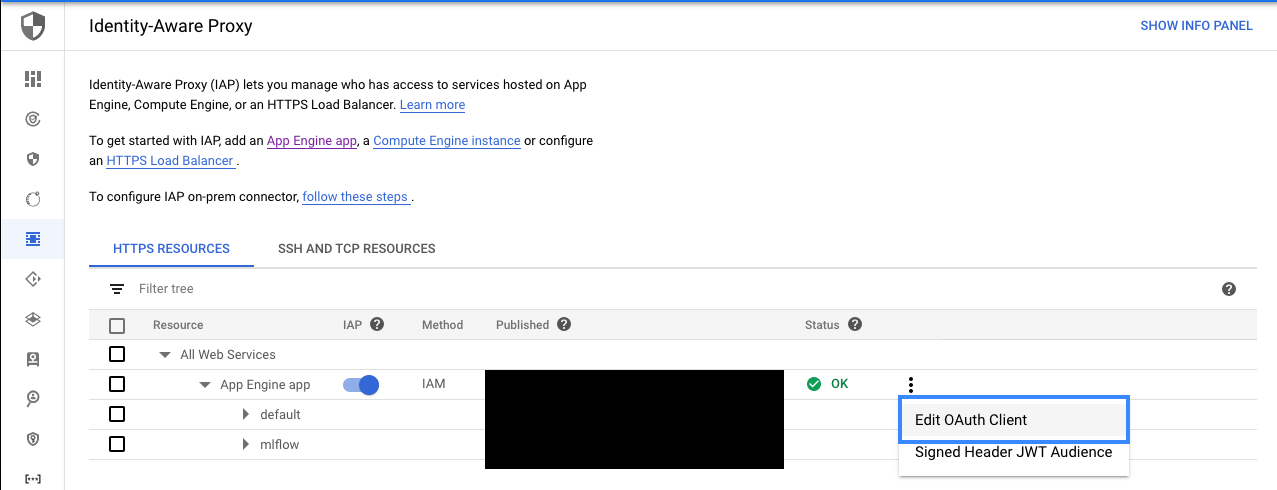 Identity-Aware Proxy
SHOW INFO PANEL
Identity-Aware Proxy (IAP) lets you manage who has access to services hosted on App
Engine, Compute Engine, or an HTTPS Load Balancer. Learn more
To get started with IAP, add an App Engine app, a Compute Engine instance or configure
an HTTPS Load Balancer .
To configure IAP on-prem connector, follow these steps .
HTTPS RESOURCES SSH AND TCP RESOURCES
Filter tree
Resource IAP Method Published Status
All Web Services
App Engine app IAM OK
default
Edit OAuth Client
mlflow
Signed Header JWT Audience